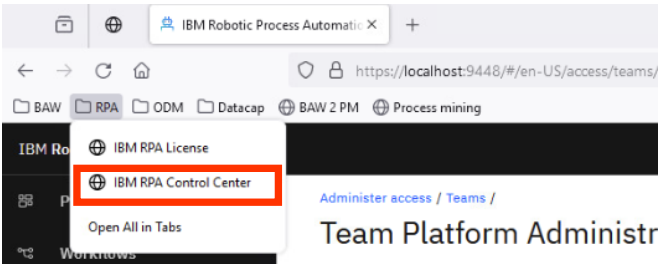 IBM Robotic Process Automatic
https://localhost:9448/#/en-US/access/teams/
BAW RPA ODM Datacap BAW 2 PM Process mining
IBM Ro
IBM RPA License
IBM RPA Control Center
P
Open All in Tabs
Workflows
Administer access / Teams /
Team Platform Administr